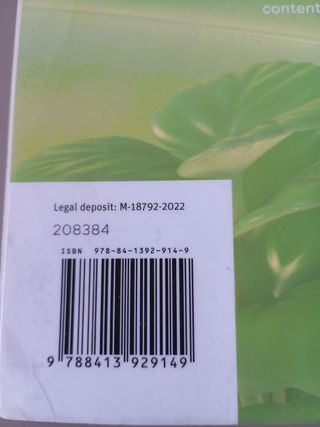 content
Legal deposit: M-18792-2022
208384
ISBN 978-84-1392-914-9
9 788413 929149